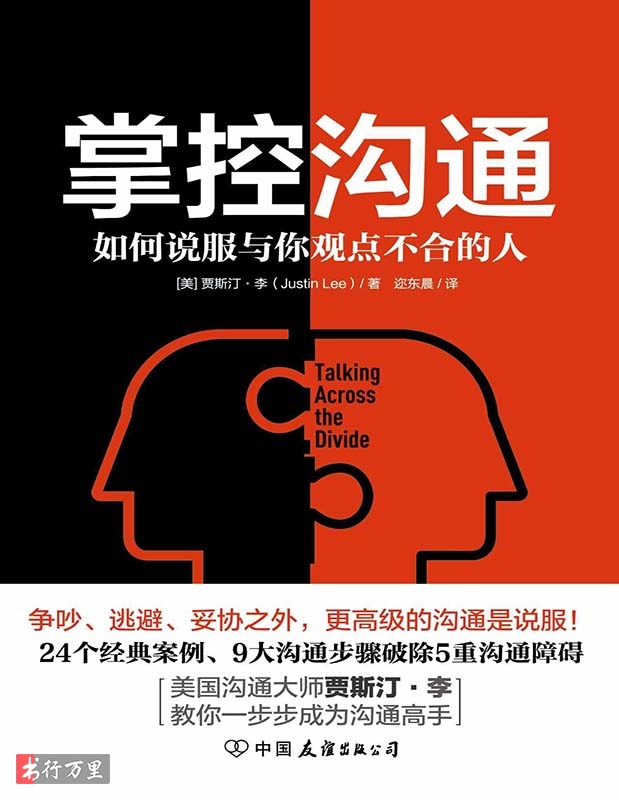 掌控沟通
如何说服与你观点不合的人
[美] 贾斯汀·李（Justin Lee）/ 著　迩东晨 / 译
Talking
Across
the
Divide
争吵、逃避、妥协之外，更高级的沟通是说服！
24个经典案例、9大沟通步骤破除5重沟通障碍
美国沟通大师贾斯汀·李
教你一步步成为沟通高手
中国友谊出版公司
书行万里